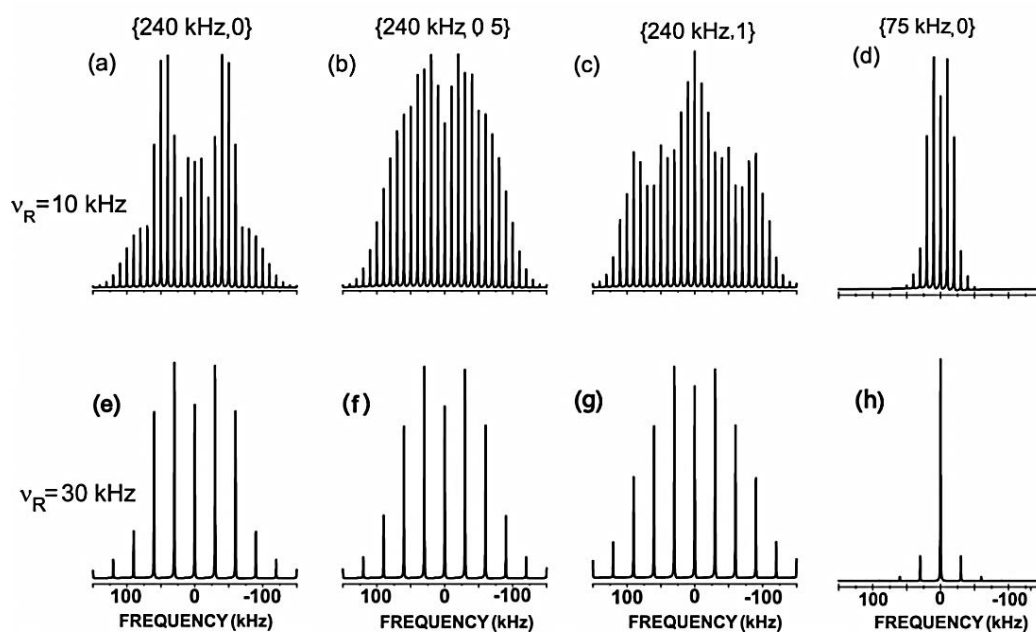 {240 kHz,0} {240 kHz, 0 5} {240 kHz,1} {75 kHz,0}
(a) (b) (c) (d)
νR=10 kHz
(e) (f) (g) (h)
νR=30 kHz
100 0 -100 100 0 -100 100 0 -100 100 0 -100
FREQUENCY (kHz) FREQUENCY (kHz) FREQUENCY (kHz) FREQUENCY (kHz)